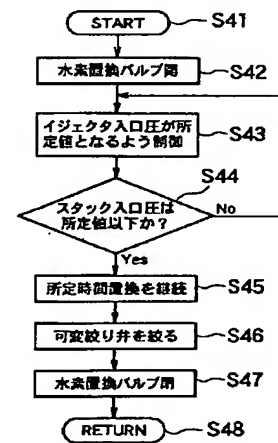 START
S41
水素置換バルブ開
S42
イジェクタ入口圧が所
定値となるよう制御
S43
スタック入口圧は
所定値以下か？
S44
No
Yes
所定時間置換を継続
S45
可変絞り弁を絞る
S46
水素置換バルブ閉
S47
RETURN
S48